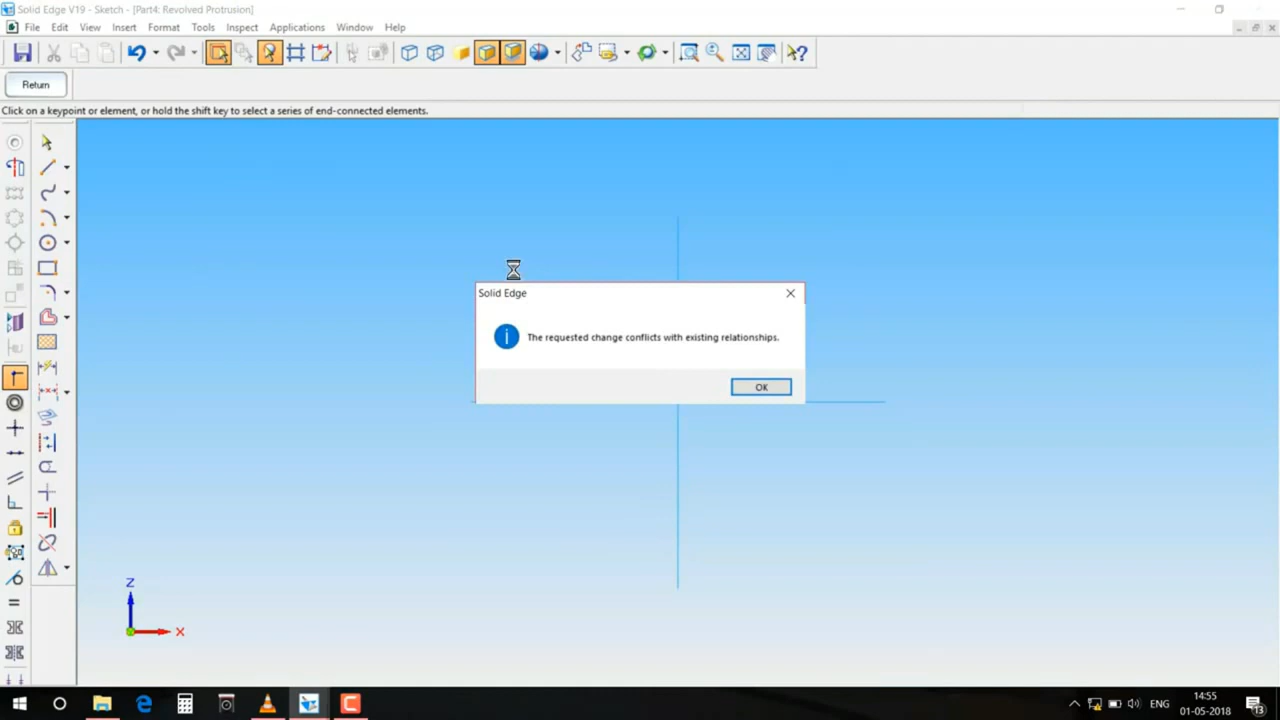 Solid Edge V19 - Sketch - [Part4: Revolved Protrusion]
File Edit View Insert Format Tools Inspect Applications Window Help
Return
Click on a keypoint or element, or hold the shift key to select a series of end-connected elements.
Solid Edge
The requested change conflicts with existing relationships.
OK
Z
X
14:55
ENG
01-05-2018
13